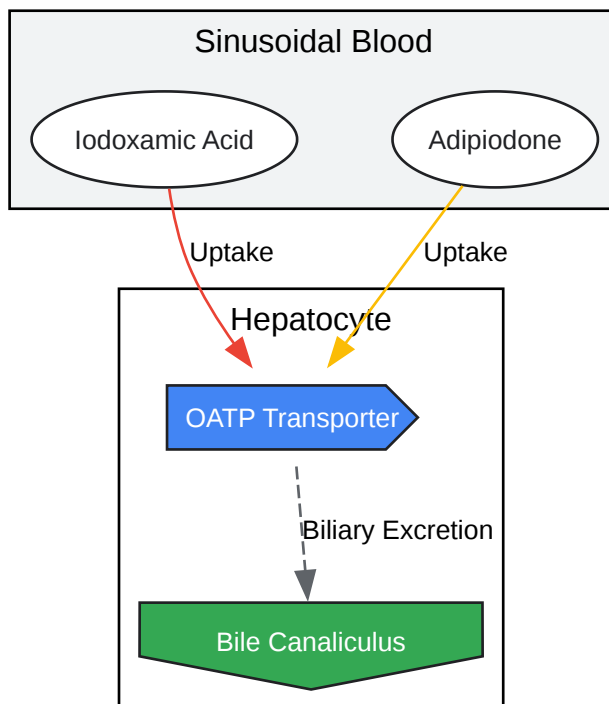 Sinusoidal Blood
Iodoxamic Acid
Adipiodone
Uptake
Uptake
Hepatocyte
OATP Transporter
Biliary Excretion
Bile Canaliculus